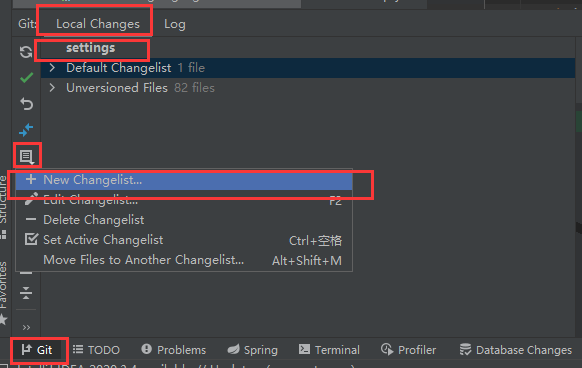 Git: Local Changes Log
settings
Default Changelist 1 file
Unversioned Files 82 files
New Changelist...
Edit Changelist... F2
Delete Changelist
Set Active Changelist Ctrl+空格
Move Files to Another Changelist... Alt+Shift+M
Structure
Favorites
Git TODO Problems Spring Terminal Profiler Database Changes